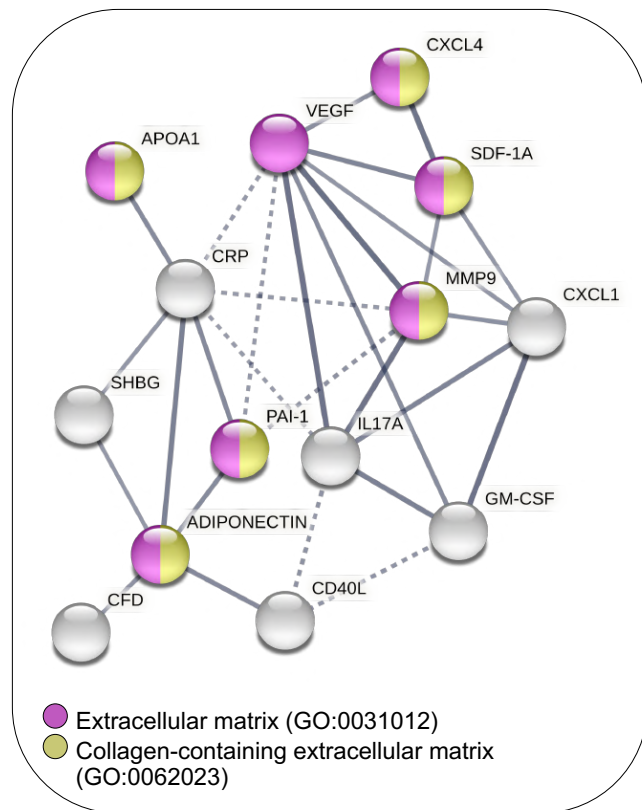 CXCL4
VEGF
APOA1
SDF-1A
CRP
MMP9
CXCL1
SHBG
PAI-1
IL17A
GM-CSF
ADIPONECTIN
CFD
CD40L
Extracellular matrix (GO:0031012)
Collagen-containing extracellular matrix
(GO:0062023)